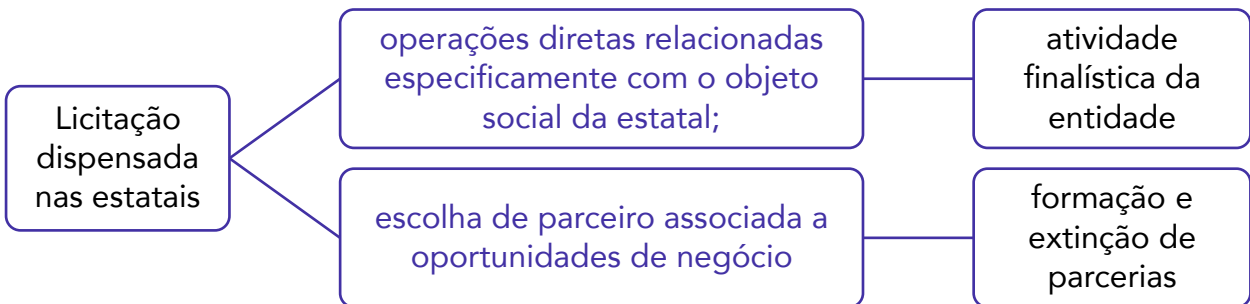 Licitação
dispensada
nas estatais
operações diretas relacionadas
especificamente com o objeto
social da estatal;
atividade
finalística da
entidade
escolha de parceiro associada a
oportunidades de negócio
formação e
extinção de
parcerias